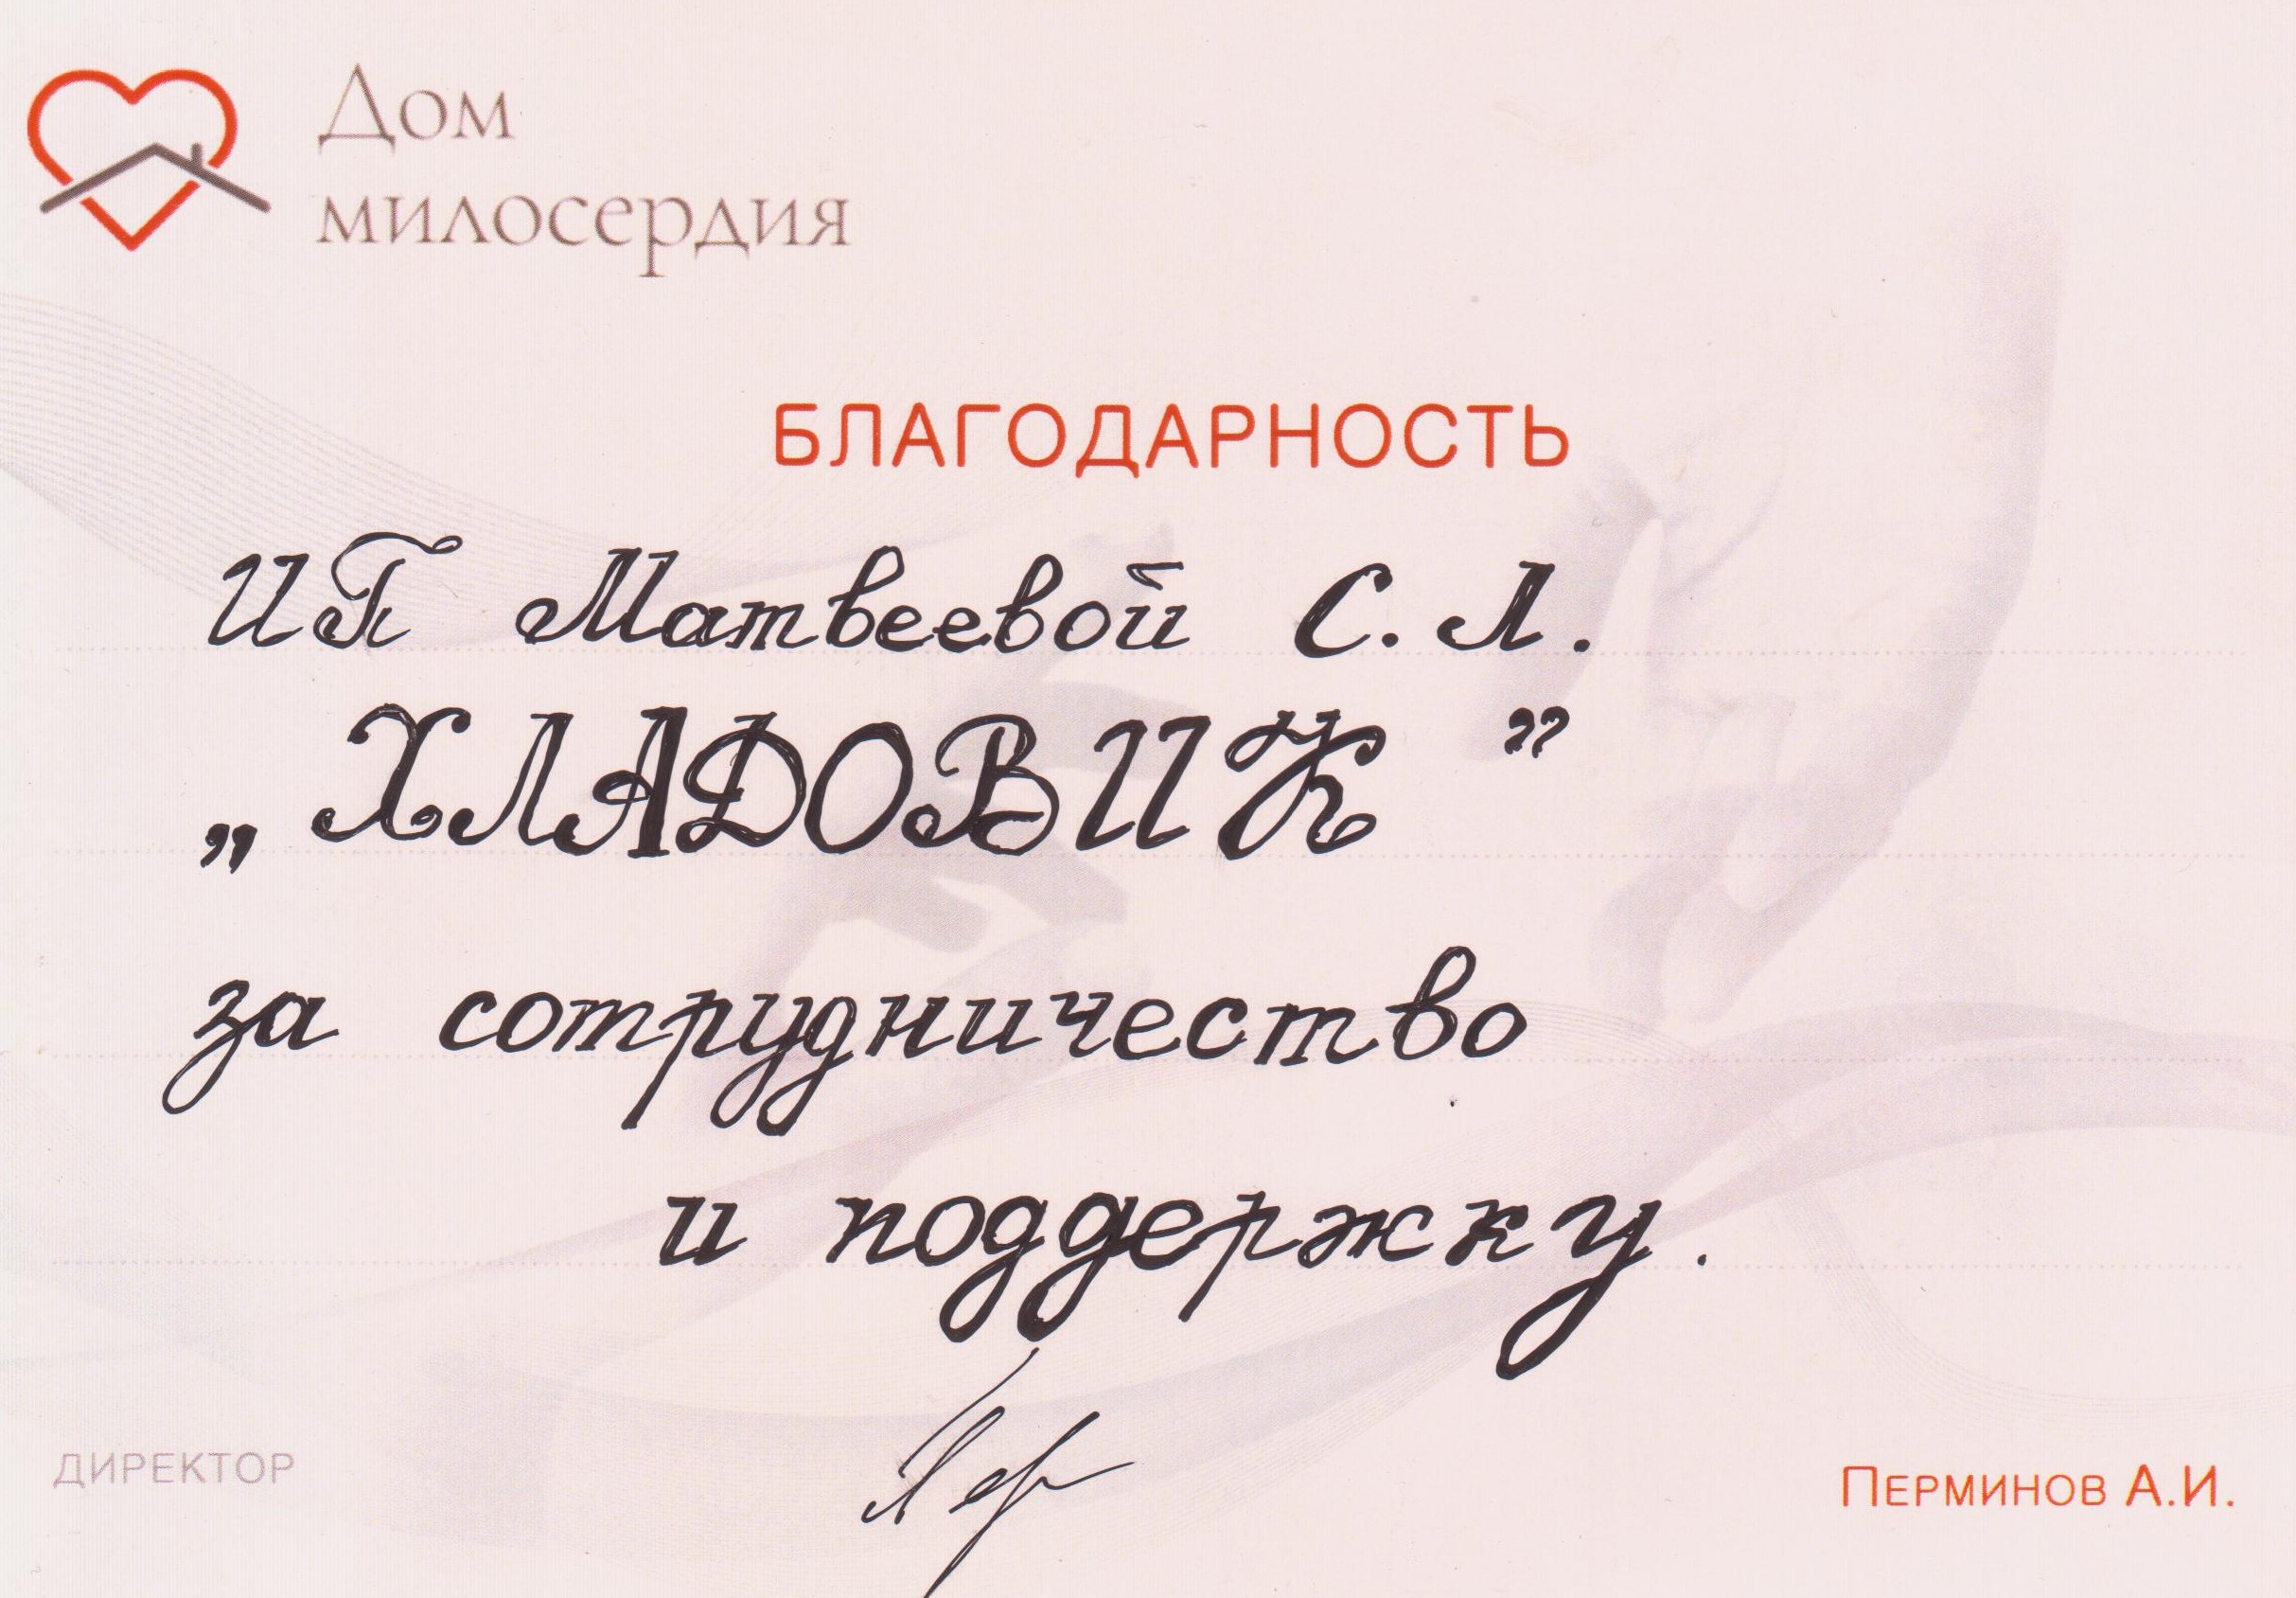 Дом
милосердия
БЛАГОДАРНОСТЬ
ИП Матвеевой С. Л.
„ХЛАДОВИК”
за сотрудничество
и поддержку.
ДИРЕКТОР
ПЕРМИНОВ А.И.